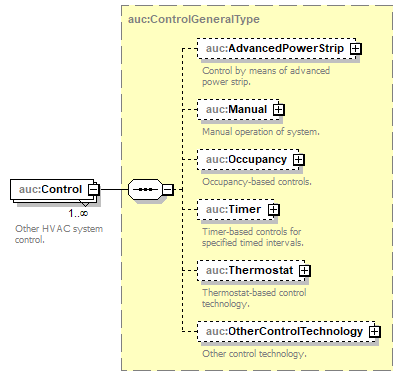 auc:ControlGeneralType
auc:AdvancedPowerStrip
Control by means of advanced
power strip.
auc:Manual
Manual operation of system.
auc:Occupancy
Occupancy-based controls.
auc:Control
1..∞
Other HVAC system
control.
auc:Timer
Timer-based controls for
specified timed intervals.
auc:Thermostat
Thermostat-based control
technology.
auc:OtherControlTechnology
Other control technology.